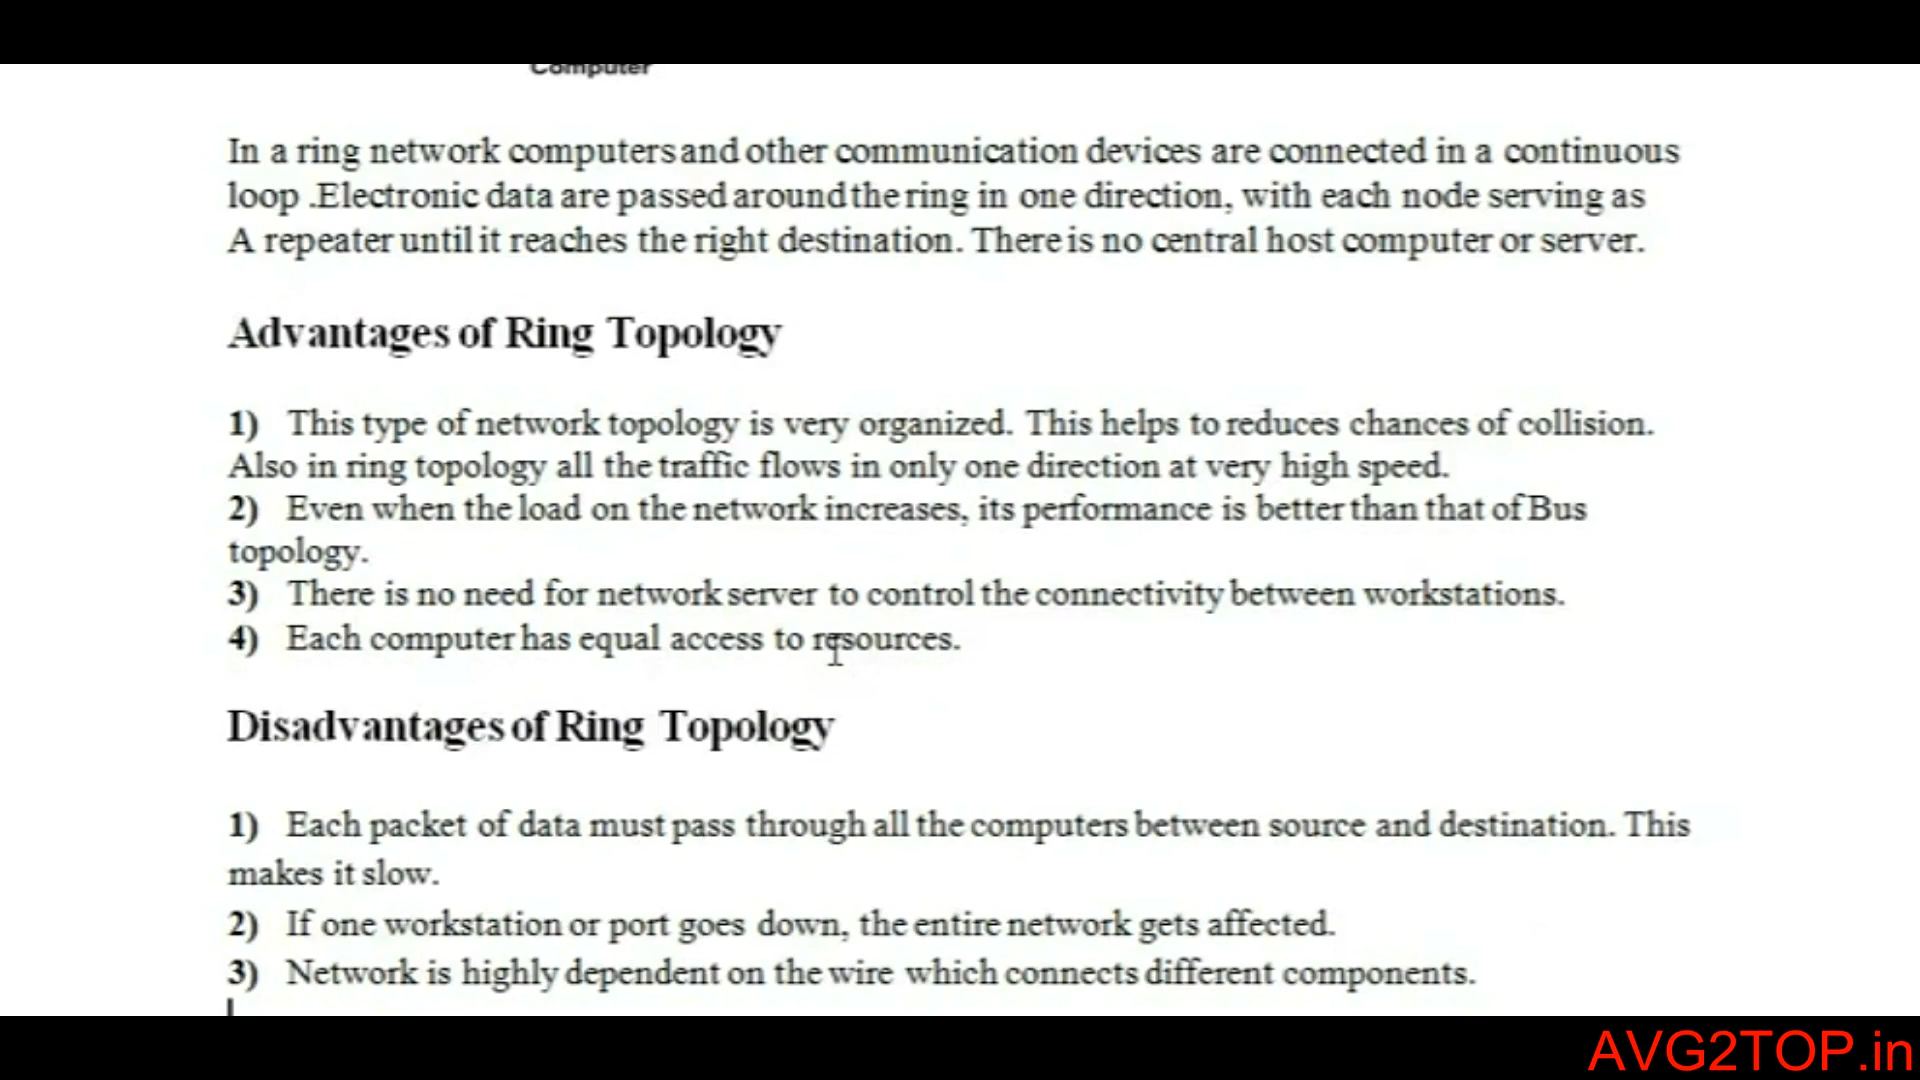 Computer
In a ring network computers and other communication devices are connected in a continuous
loop .Electronic data are passed around the ring in one direction, with each node serving as
A repeater until it reaches the right destination. There is no central host computer or server.
Advantages of Ring Topology
1) This type of network topology is very organized. This helps to reduces chances of collision.
Also in ring topology all the traffic flows in only one direction at very high speed.
2) Even when the load on the network increases, its performance is better than that of Bus
topology.
3) There is no need for network server to control the connectivity between workstations.
4) Each computer has equal access to resources.
Disadvantages of Ring Topology
1) Each packet of data must pass through all the computers between source and destination. This
makes it slow.
2) If one workstation or port goes down, the entire network gets affected.
3) Network is highly dependent on the wire which connects different components.
AVG2TOP.in